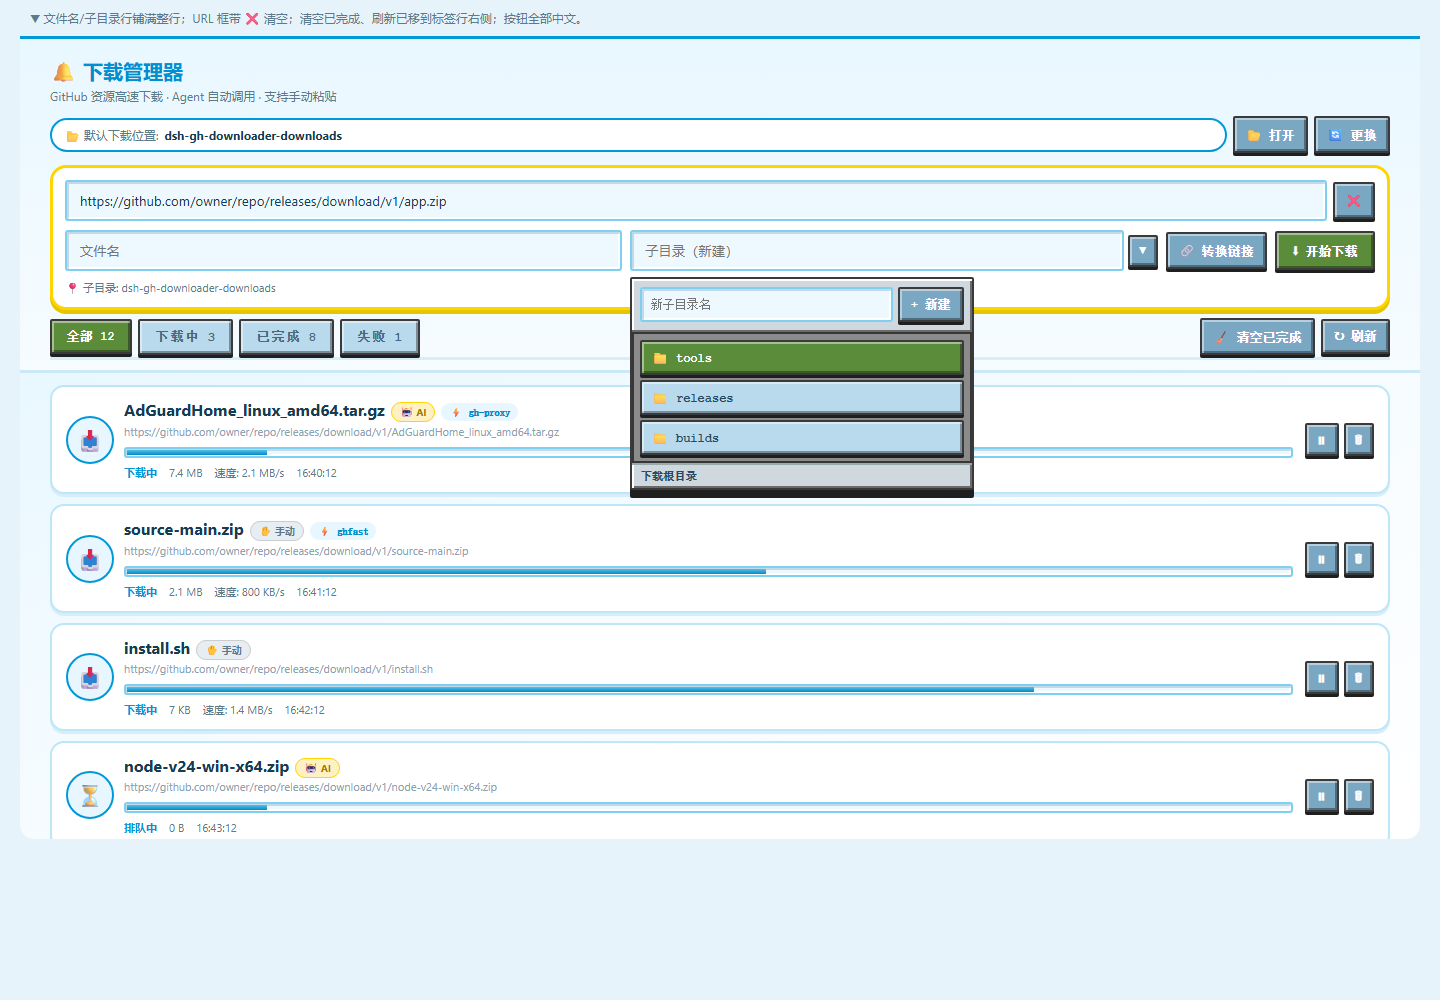 ▼ 文件名/子目录行铺满整行；URL 框带 ❌ 清空；清空已完成、刷新已移到标签行右侧；按钮全部中文。
🔔 下载管理器
GitHub 资源高速下载 · Agent 自动调用 · 支持手动粘贴
📁 默认下载位置: dsh-gh-downloader-downloads
📁 打开
🔄 更换
https://github.com/owner/repo/releases/download/v1/app.zip
❌
文件名
子目录（新建）
▼
🔗 转换链接
⬇ 开始下载
📍 子目录: dsh-gh-downloader-downloads
新子目录名
+ 新建
全部 12
下载中 3
已完成 8
失败 1
🧹 清空已完成
↻ 刷新
📁 tools
📁 releases
📁 builds
下载根目录
AdGuardHome_linux_amd64.tar.gz 🤖 AI ⚡ gh-proxy
https://github.com/owner/repo/releases/download/v1/AdGuardHome_linux_amd64.tar.gz
下载中 7.4 MB 速度: 2.1 MB/s 16:40:12
source-main.zip ✋ 手动 ⚡ ghfast
https://github.com/owner/repo/releases/download/v1/source-main.zip
下载中 2.1 MB 速度: 800 KB/s 16:41:12
install.sh ✋ 手动
https://github.com/owner/repo/releases/download/v1/install.sh
下载中 7 KB 速度: 1.4 MB/s 16:42:12
node-v24-win-x64.zip 🤖 AI
https://github.com/owner/repo/releases/download/v1/node-v24-win-x64.zip
排队中 0 B 16:43:12